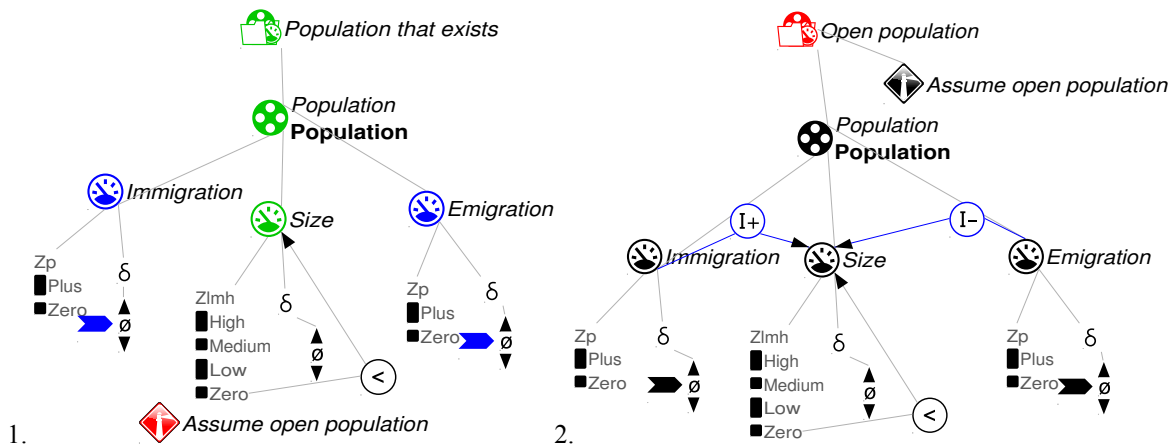 Population that exists
Population
Population
Immigration
Size
Emigration
Zp
Plus
Zero
δ
ø
Zlmh
High
Medium
Low
Zero
δ
ø
<
Zp
Plus
Zero
δ
ø
Assume open population
1.
Open population
Assume open population
Population
Population
I+
I-
Immigration
Size
Emigration
Zp
Plus
Zero
δ
ø
Zlmh
High
Medium
Low
Zero
δ
ø
<
Zp
Plus
Zero
δ
ø
2.